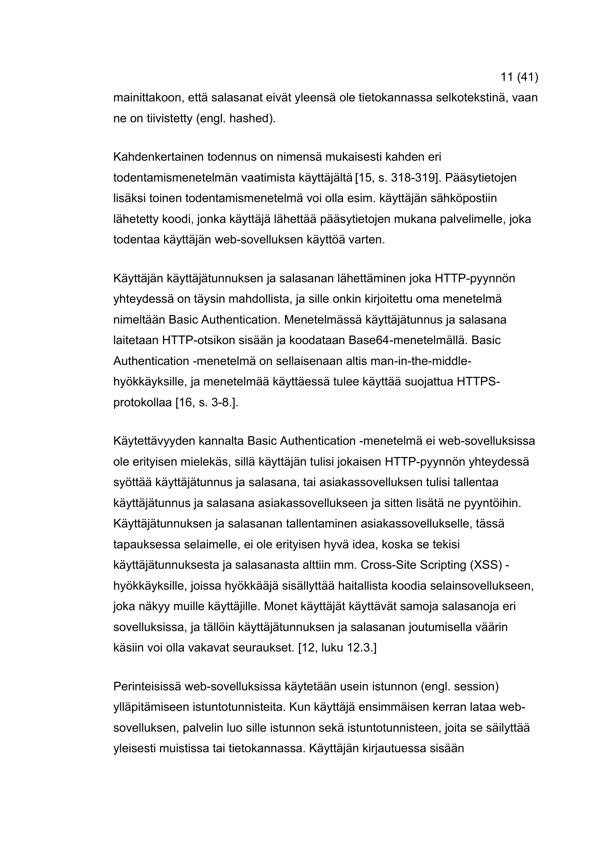 11 (41)
mainittakoon, että salasanat eivät yleensä ole tietokannassa selkotekstinä, vaan
ne on tiivistetty (engl. hashed).
Kahdenkertainen todennus on nimensä mukaisesti kahden eri
todentamismenetelmän vaatimista käyttäjältä [15, s. 318-319]. Pääsytietojen
lisäksi toinen todentamismenetelmä voi olla esim. käyttäjän sähköpostiin
lähetetty koodi, jonka käyttäjä lähettää pääsytietojen mukana palvelimelle, joka
todentaa käyttäjän web-sovelluksen käyttöä varten.
Käyttäjän käyttäjätunnuksen ja salasanan lähettäminen joka HTTP-pyynnön
yhteydessä on täysin mahdollista, ja sille onkin kirjoitettu oma menetelmä
nimeltään Basic Authentication. Menetelmässä käyttäjätunnus ja salasana
laitetaan HTTP-otsikon sisään ja koodataan Base64-menetelmällä. Basic
Authentication -menetelmä on sellaisenaan altis man-in-the-middle-
hyökkäyksille, ja menetelmää käyttäessä tulee käyttää suojattua HTTPS-
protokollaa [16, s. 3-8.].
Käytettävyyden kannalta Basic Authentication -menetelmä ei web-sovelluksissa
ole erityisen mielekäs, sillä käyttäjän tulisi jokaisen HTTP-pyynnön yhteydessä
syöttää käyttäjätunnus ja salasana, tai asiakassovelluksen tulisi tallentaa
käyttäjätunnus ja salasana asiakassovellukseen ja sitten lisätä ne pyyntöihin.
Käyttäjätunnuksen ja salasanan tallentaminen asiakassovellukselle, tässä
tapauksessa selaimelle, ei ole erityisen hyvä idea, koska se tekisi
käyttäjätunnuksesta ja salasanasta alttiin mm. Cross-Site Scripting (XSS) -
hyökkäyksille, joissa hyökkääjä sisällyttää haitallista koodia selainsovellukseen,
joka näkyy muille käyttäjille. Monet käyttäjät käyttävät samoja salasanoja eri
sovelluksissa, ja tällöin käyttäjätunnuksen ja salasanan joutumisella väärin
käsiin voi olla vakavat seuraukset. [12, luku 12.3.]
Perinteisissä web-sovelluksissa käytetään usein istunnon (engl. session)
ylläpitämiseen istuntotunnisteita. Kun käyttäjä ensimmäisen kerran lataa web-
sovelluksen, palvelin luo sille istunnon sekä istuntotunnisteen, joita se säilyttää
yleisesti muistissa tai tietokannassa. Käyttäjän kirjautuessa sisään